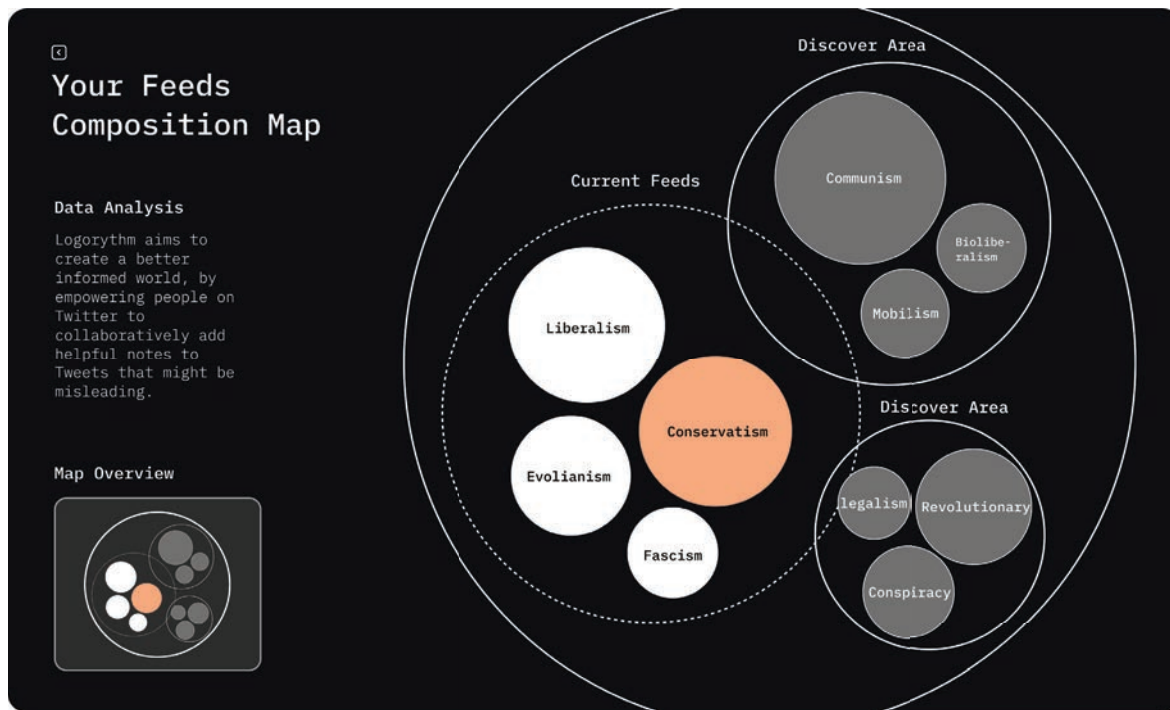 Your Feeds
Composition Map
Data Analysis
Logorythm aims to
create a better
informed world, by
empowering people on
Twitter to
collaboratively add
helpful notes to
Tweets that might be
misleading.
Map Overview
Current Feeds
Liberalism
Conservatism
Evolianism
Fascism
Discover Area
Communism
Biolibe-
ralism
Mobilism
Discover Area
legalism
Revolutionary
Conspiracy